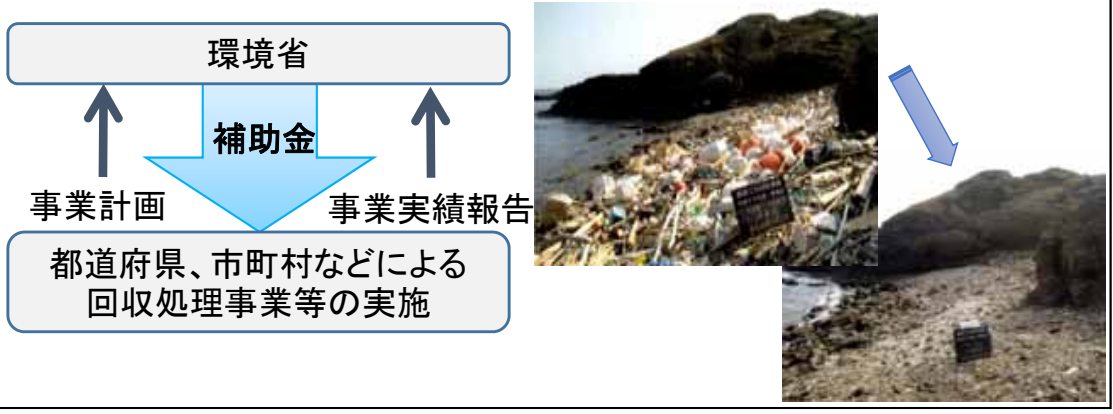 環境省
補助金
事業計画
事業実績報告
都道府県、市町村などによる
回収処理事業等の実施